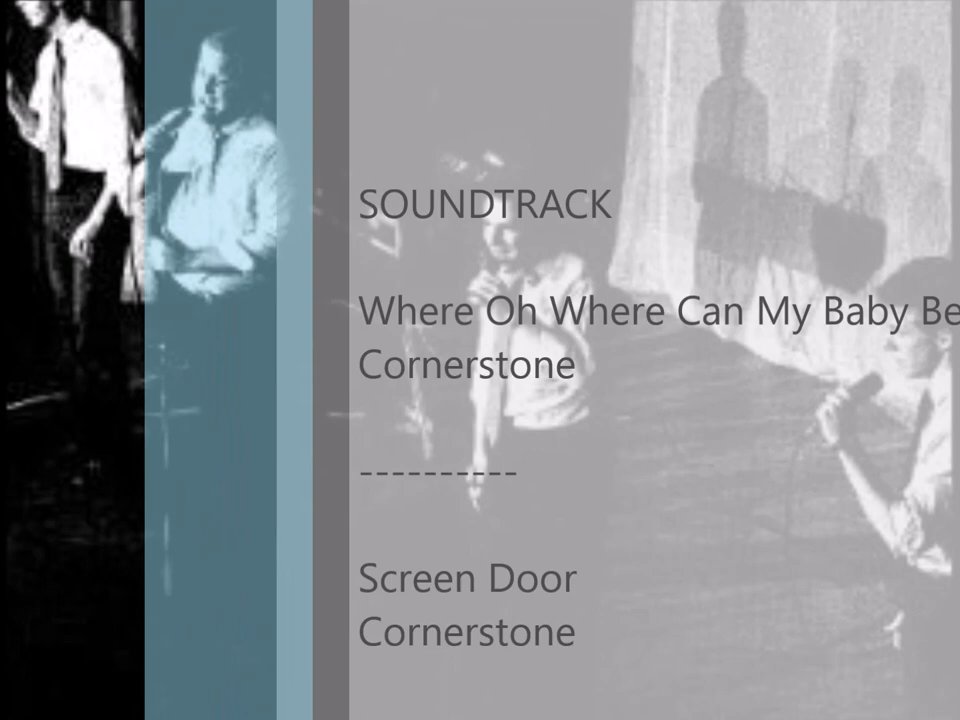 SOUNDTRACK
Where Oh Where Can My Baby Be
Cornerstone
----------
Screen Door
Cornerstone